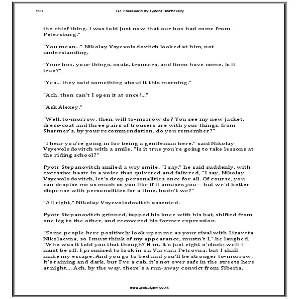 the chief thing. I was told just now that our box had come from
Petersburg."
"You mean..." Nikolay Vsyevolodovitch looked at him, not
understanding.
"Your box, your things, coats, trousers, and linen have come. Is it
true?"
"Yes... they said something about it this morning."
"Ach, then can't I open it at once!..."
"Ask Alexey."
"Well, to-morrow, then will to-morrow do? You see my new jacket,
dress-coat and three pairs of trousers are with your things, from
Sharmer's, by your recommendation, do you remember?"
"I hear you're going in for being a gentleman here," said Nikolay
Vsyevolodovitch with a smile. "Is it true you're going to take lessons at
the riding school?"
Pyotr Stepanovitch smiled a wry smile. "I say," he said suddenly, with
excessive haste in a voice that quivered and faltered, "I say, Nikolay
Vsyevolodovitch, let's drop personalities once for all. Of course, you
can despise me as much as you like if it amuses you—but we'd better
dispense with personalities for a time, hadn't we?"
"All right," Nikolay Vsyevolodovitch assented.
Pyotr Stepanovitch grinned, tapped his knee with his hat, shifted from
one leg to the other, and recovered his former expression.
"Some people here positively look upon me as your rival with Lizaveta
Nikolaevna, so I must think of my appearance, mustn't I," he laughed.
"Who was it told you that though? H'm. It's just eight o'clock; well I
must be off. I promised to look in on Varvara Petrovna, but I shall
make my escape. And you go to bed and you'll be stronger to-morrow.
It's raining and dark, but I've a cab, it's not over safe in the streets here
at night.... Ach, by the way, there's a run-away convict from Siberia,